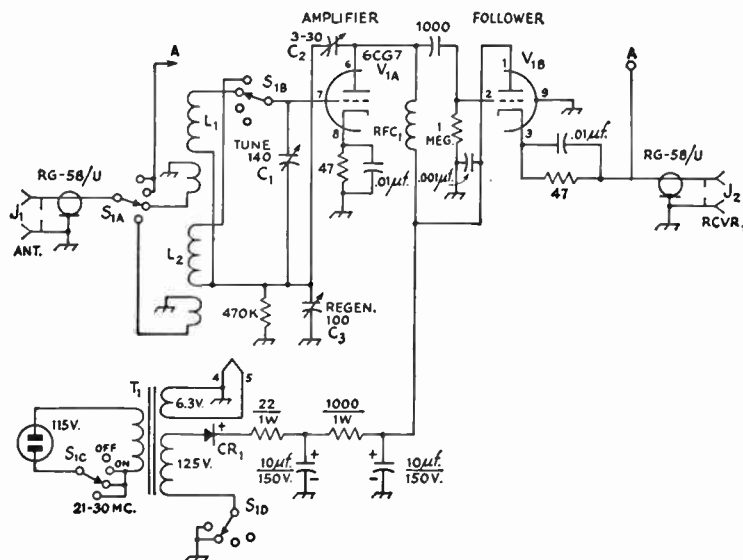 AMPLIFIER
FOLLOWER
3-30
C2
6CG7
V1A
1000
V1B
A
A
S1B
6
7
8
1
2
9
3
L1
TUNE
140
C1
RFC1
1
MEG.
.01µf.
RG-58/U
RG-58/U
47
.01µf.
.001µf.
47
J1
S1A
J2
ANT.
RCVR.
L2
470K
REGEN.
100
C3
4
5
T1
6.3V.
115V.
22
1W
1000
1W
OFF
ON
125V.
CR1
+
S1C
10µf.
150V.
+
-
+
-
10µf.
150V.
21-30 MC.
S1D